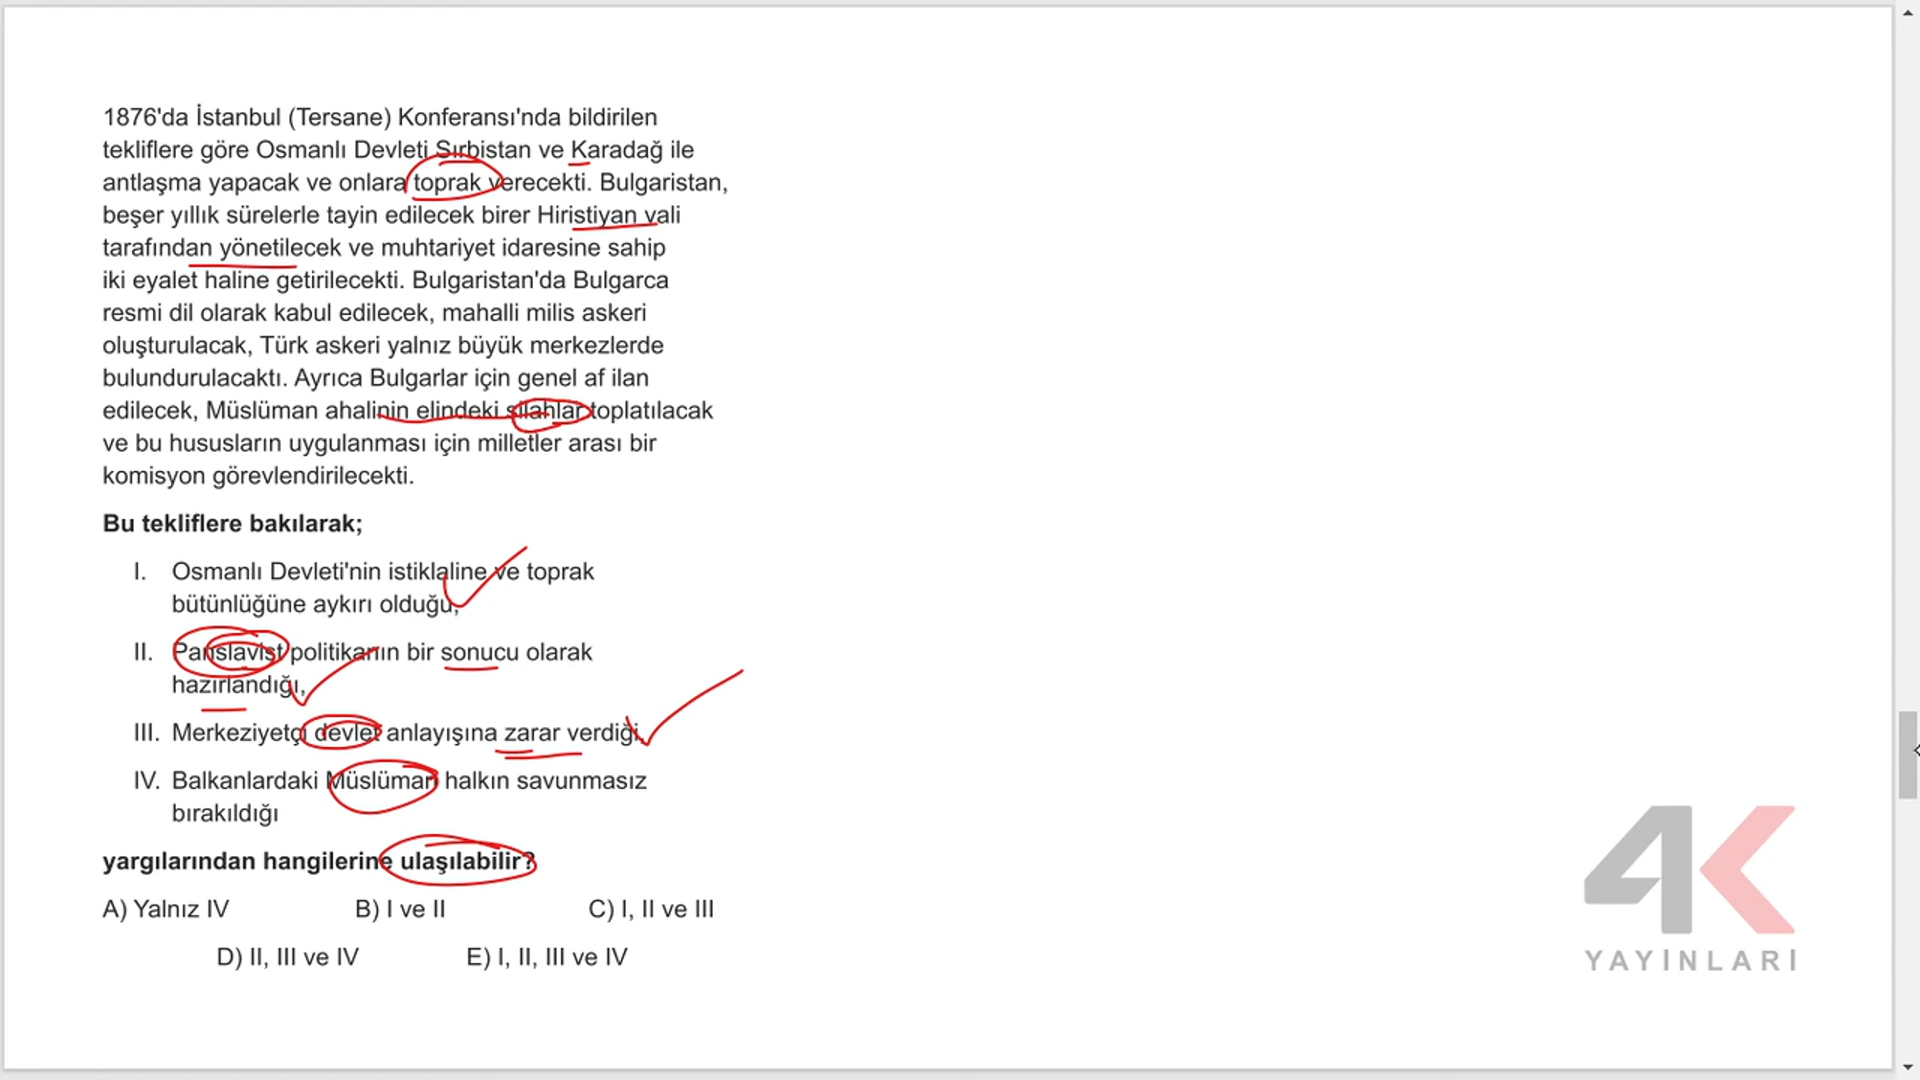 1876'da İstanbul (Tersane) Konferansı'nda bildirilen
tekliflere göre Osmanlı Devleti Sırbistan ve Karadağ ile
antlaşma yapacak ve onlara toprak verecekti. Bulgaristan,
beşer yıllık sürelerle tayin edilecek birer Hiristiyan vali
tarafından yönetilecek ve muhtariyet idaresine sahip
iki eyalet haline getirilecekti. Bulgaristan'da Bulgarca
resmi dil olarak kabul edilecek, mahalli milis askeri
oluşturulacak, Türk askeri yalnız büyük merkezlerde
bulundurulacaktı. Ayrıca Bulgarlar için genel af ilan
edilecek, Müslüman ahalinin elindeki silahlar toplatılacak
ve bu hususların uygulanması için milletler arası bir
komisyon görevlendirilecekti.
Bu tekliflere bakılarak;
I. Osmanlı Devleti'nin istiklaline ve toprak
bütünlüğüne aykırı olduğu,
II. Panslavist politikanın bir sonucu olarak
hazırlandığı,
III. Merkeziyetçi devlet anlayışına zarar verdiği,
IV. Balkanlardaki Müslüman halkın savunmasız
bırakıldığı
yargılarından hangilerine ulaşılabilir?
A) Yalnız IV B) I ve II C) I, II ve III
D) II, III ve IV E) I, II, III ve IV
4K
YAYINLARI